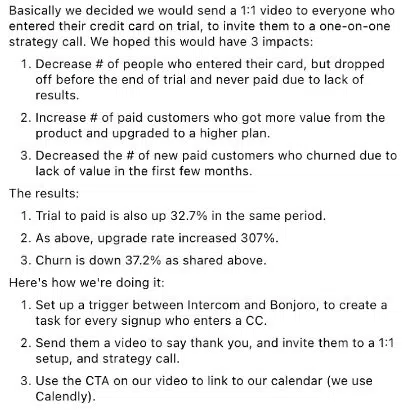 Basically we decided we would send a 1:1 video to everyone who
entered their credit card on trial, to invite them to a one-on-one
strategy call. We hoped this would have 3 impacts:
1. Decrease # of people who entered their card, but dropped
off before the end of trial and never paid due to lack of
results.
2. Increase # of paid customers who got more value from the
product and upgraded to a higher plan.
3. Decreased the # of new paid customers who churned due to
lack of value in the first few months.
The results:
1. Trial to paid is also up 32.7% in the same period.
2. As above, upgrade rate increased 307%.
3. Churn is down 37.2% as shared above.
Here's how we're doing it:
1. Set up a trigger between Intercom and Bonjoro, to create a
task for every signup who enters a CC.
2. Send them a video to say thank you, and invite them to a 1:1
setup, and strategy call.
3. Use the CTA on our video to link to our calendar (we use
Calendly).